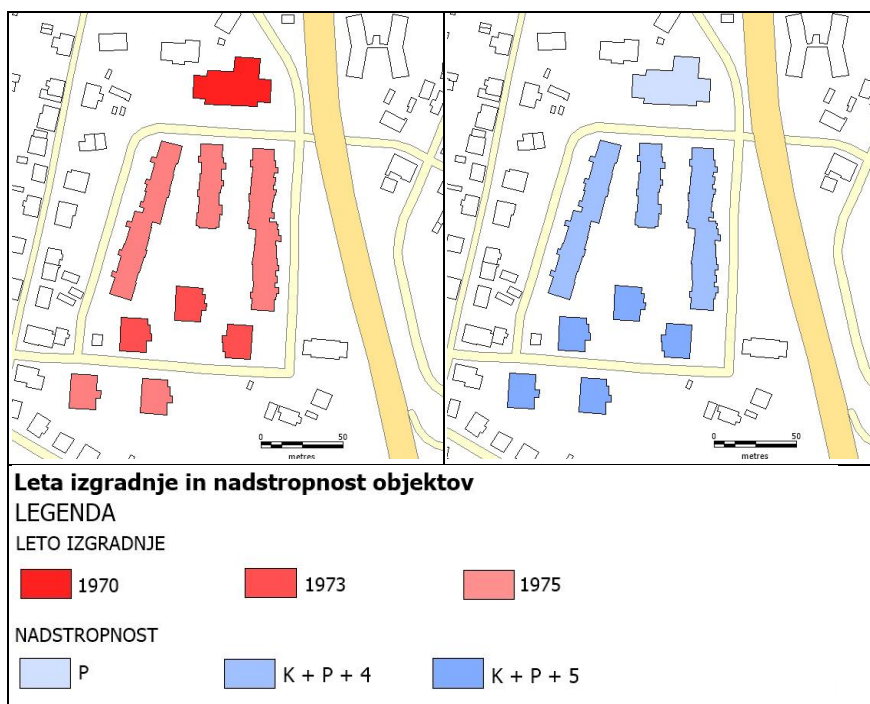 0 50
metres
0 50
metres
Leta izgradnje in nadstropnost objektov
LEGENDA
LETO IZGRADNJE
1970 1973 1975
NADSTROPNOST
P K + P + 4 K + P + 5